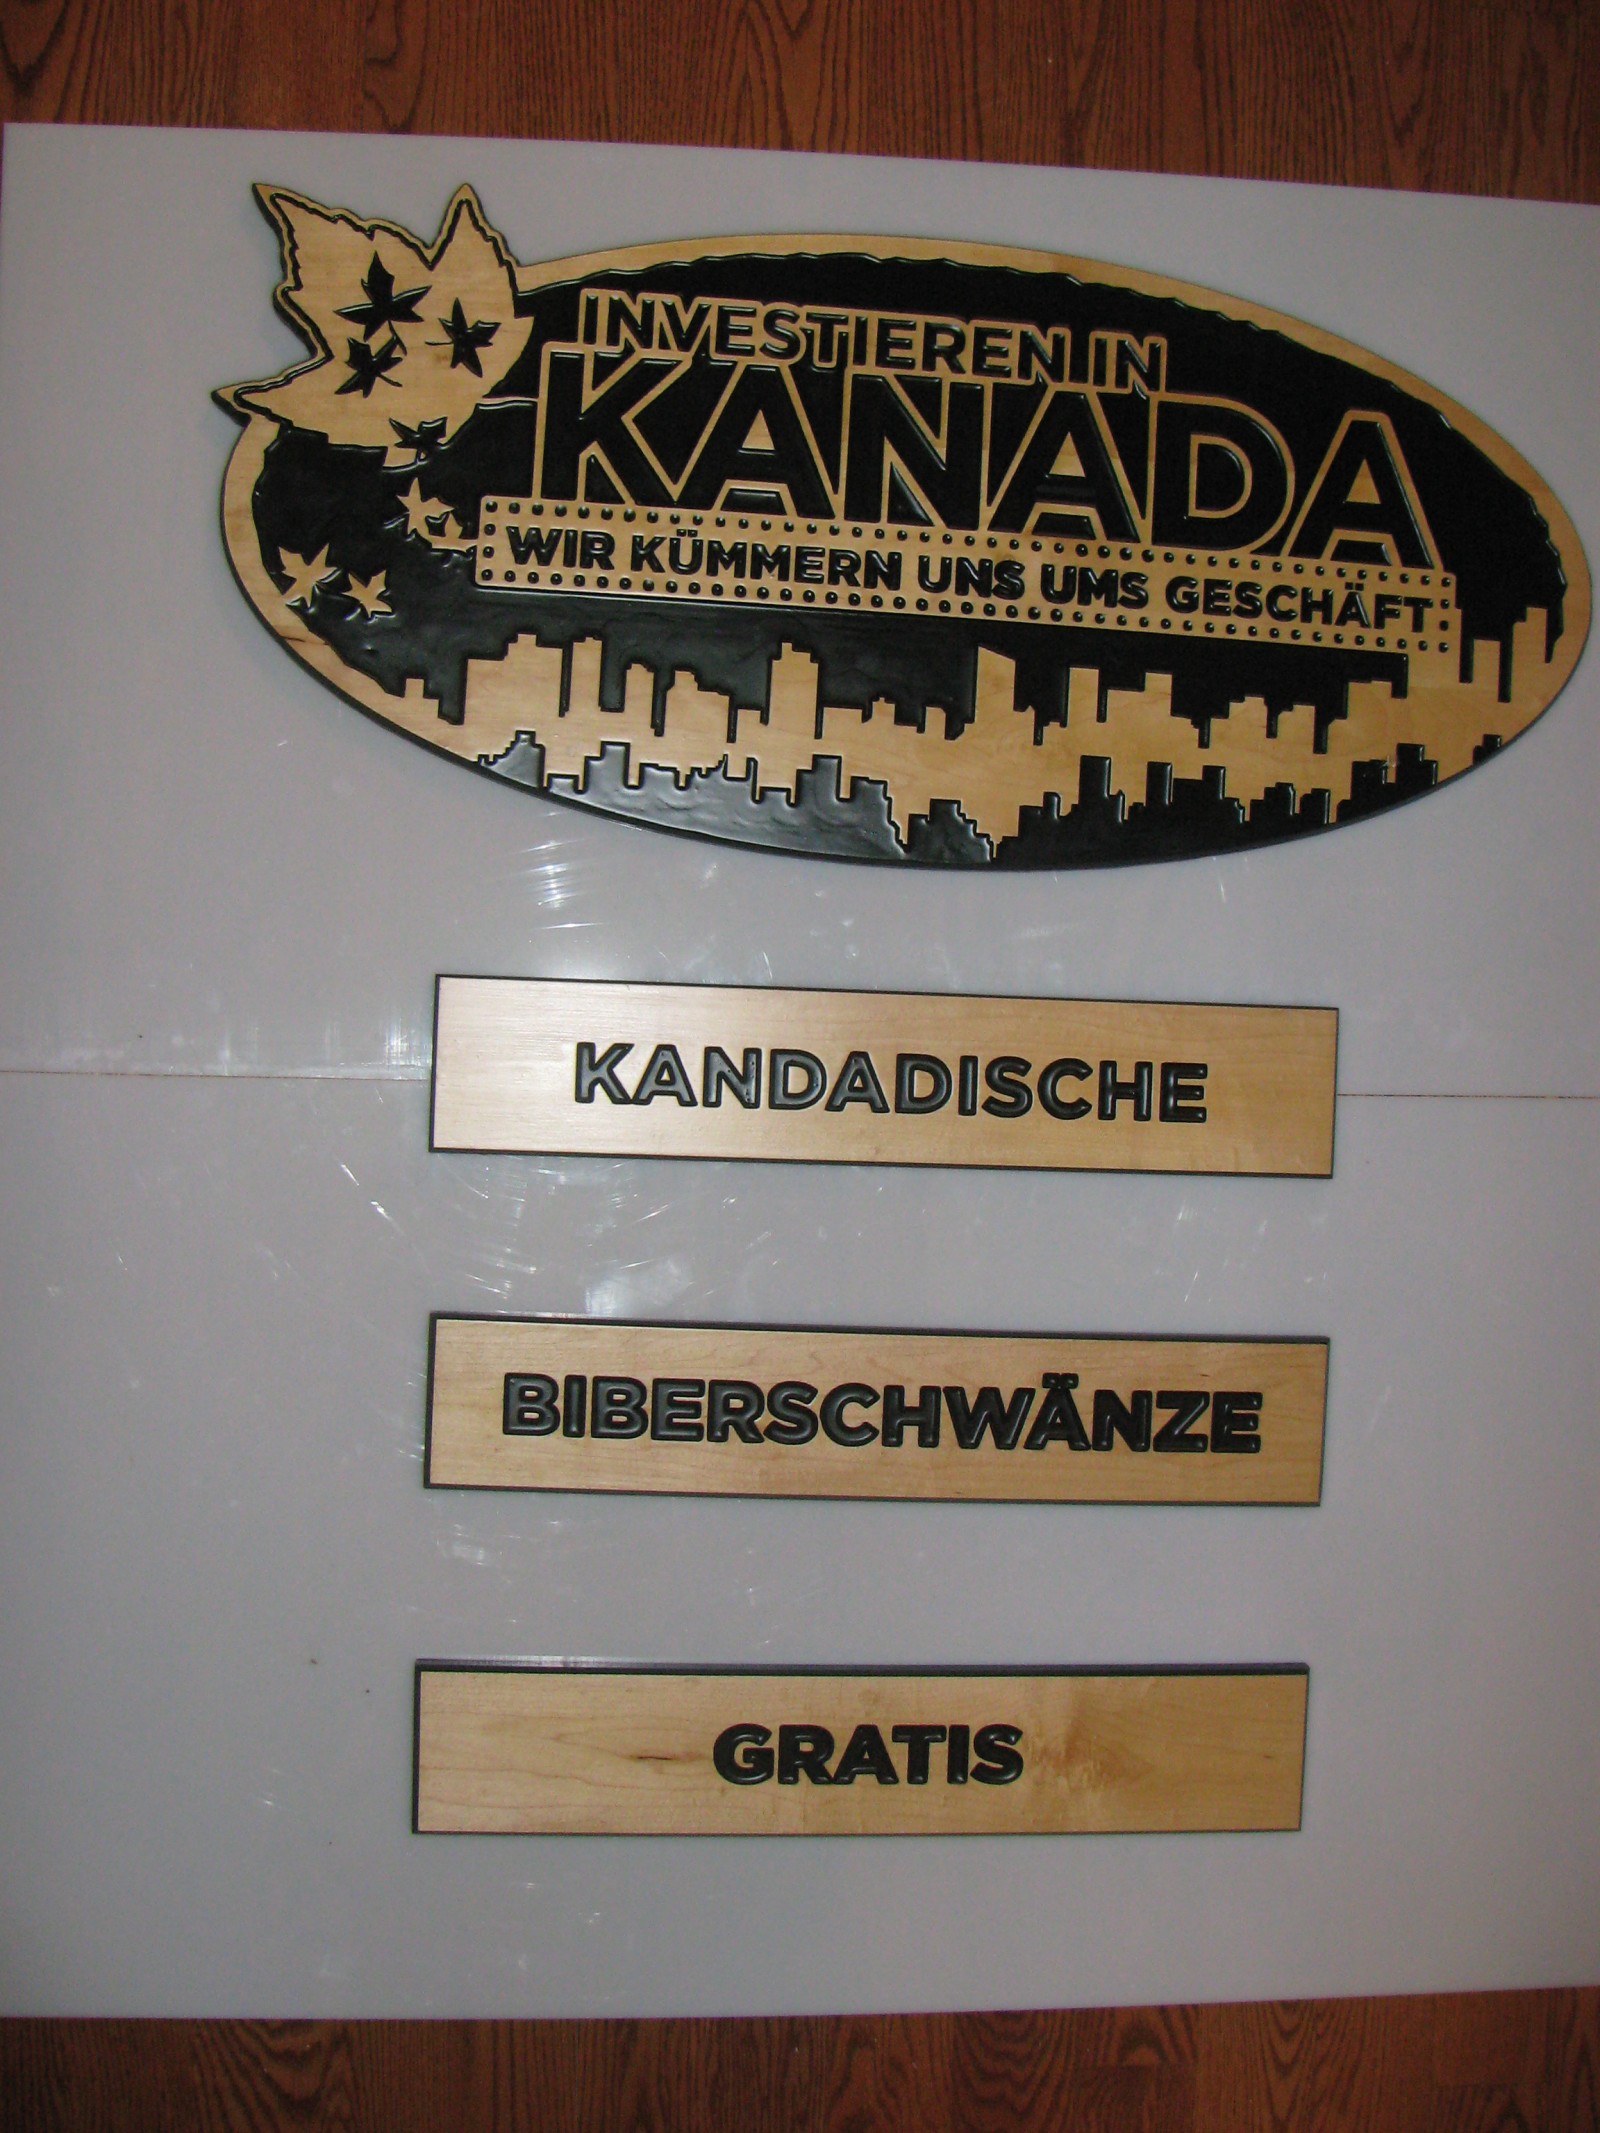 INVESTIEREN IN
KANADA
WIR KÜMMERN UNS UMS GESCHÄFT
KANDADISCHE
BIBERSCHWÄNZE
GRATIS